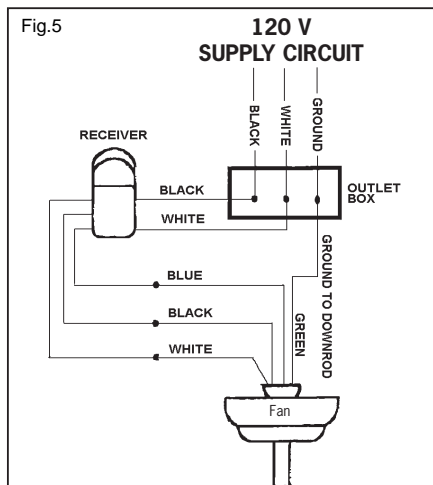 Fig.5
120 V
SUPPLY CIRCUIT
BLACK
WHITE
GROUND
RECEIVER
BLACK
WHITE
OUTLET
BOX
BLUE
BLACK
WHITE
GREEN
GROUND TO DOWNROD
Fan